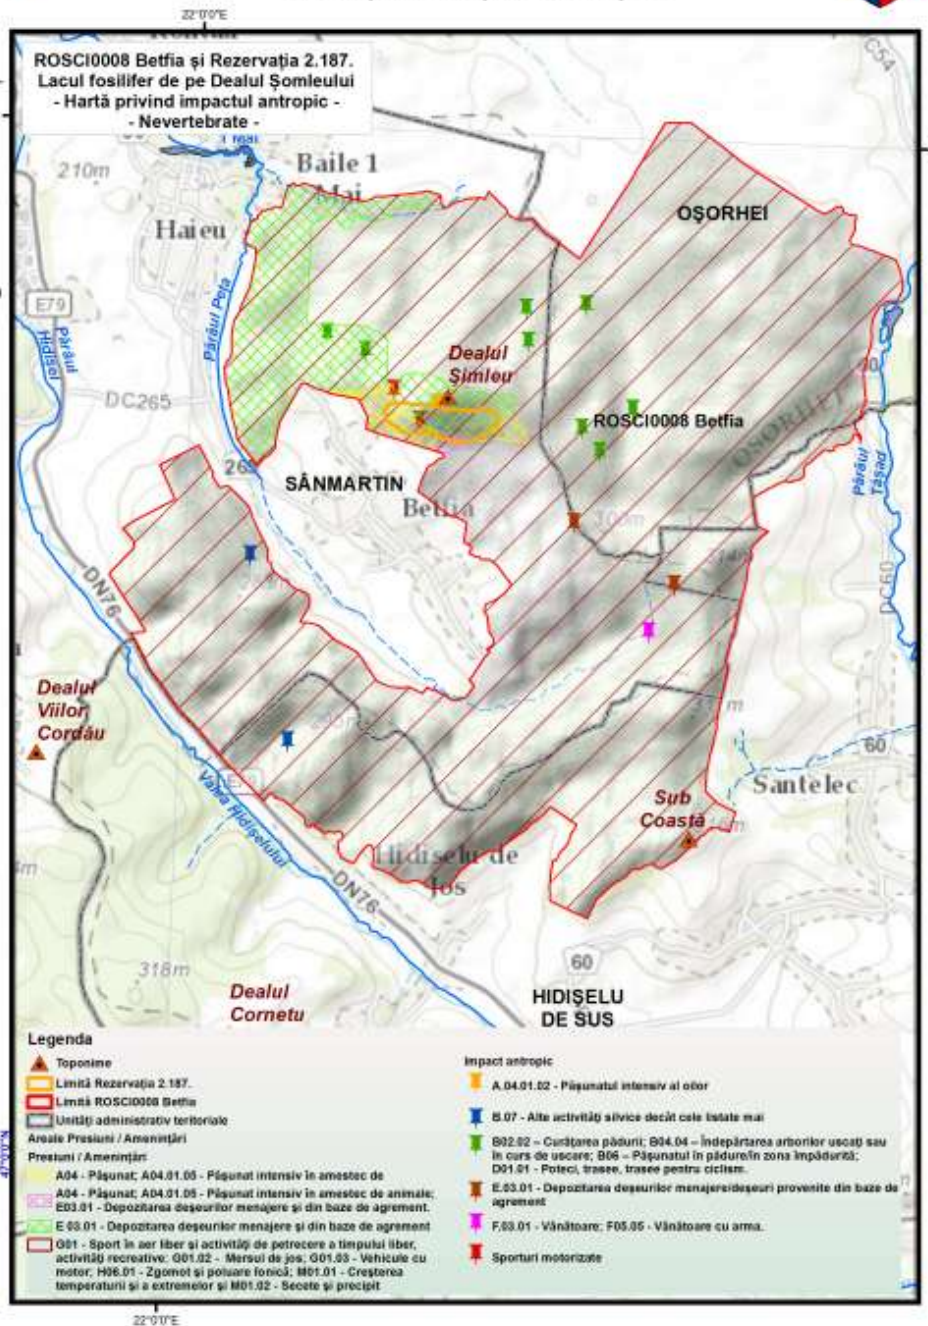 22°0'0"E
ROSCI0008 Betfia și Rezervația 2.187.
Lacul fosilifer de pe Dealul Șomleului
- Hartă privind impactul antropic -
- Nevertebrate -
C54
1 Mai
Baile 1
Mai
210m
OȘORHEI
Haieu
E79
Pârâul Pețа
Pârâul
Hidișel
Dealul
Șimleu
DC265
ROSCI0008 Betfia
OȘORHEI
SÂNMARTIN
Betfia
Pârâul
Tășad
300m
DN76
DC60
Dealul
Viilor
Cordău
60
Santelec
Sub
Coastă
Valea Hidișelului
Hidiselu de
Jos
DN76
318m
60
Dealul
Cornetu
HIDIȘELU
DE SUS
Legenda
Toponime
Limită Rezervația 2.187.
Limită ROSCI0008 Betfia
Unități administrativ teritoriale
Areale Presiuni / Amenințări
Presiuni / Amenințări
A04 - Pășunat; A04.01.05 - Pășunat intensiv în amestec de
A04 - Pășunat; A04.01.05 - Pășunat intensiv în amestec de animale;
E03.01 - Depozitarea deșeurilor menajere și din baze de agrement.
E 03.01 - Depozitarea deșeurilor menajere și din baze de agrement
G01 - Sport în aer liber și activități de petrecere a timpului liber,
activități recreative; G01.02 - Mersul de jos; G01.03 - Vehicule cu
motor; H06.01 - Zgomot și poluare fonică; M01.01 - Creșterea
temperaturii și a extremelor și M01.02 - Secete și precipit
Impact antropic
A.04.01.02 - Pășunatul intensiv al oilor
B.07 - Alte activități silvice decât cele listate mai
B02.02 – Curățarea pădurii; B04.04 – Îndepărtarea arborilor uscați sau
în curs de uscare; B06 – Pășunatul în pădure/în zona împădurită;
D01.01 - Poteci, trasee, trasee pentru ciclism.
E.03.01 - Depozitarea deșeurilor menajere/deșeuri provenite din baze de
agrement
F.03.01 - Vânătoare; F05.05 - Vânătoare cu arma.
Sporturi motorizate
47°0'0"N
22°0'0"E